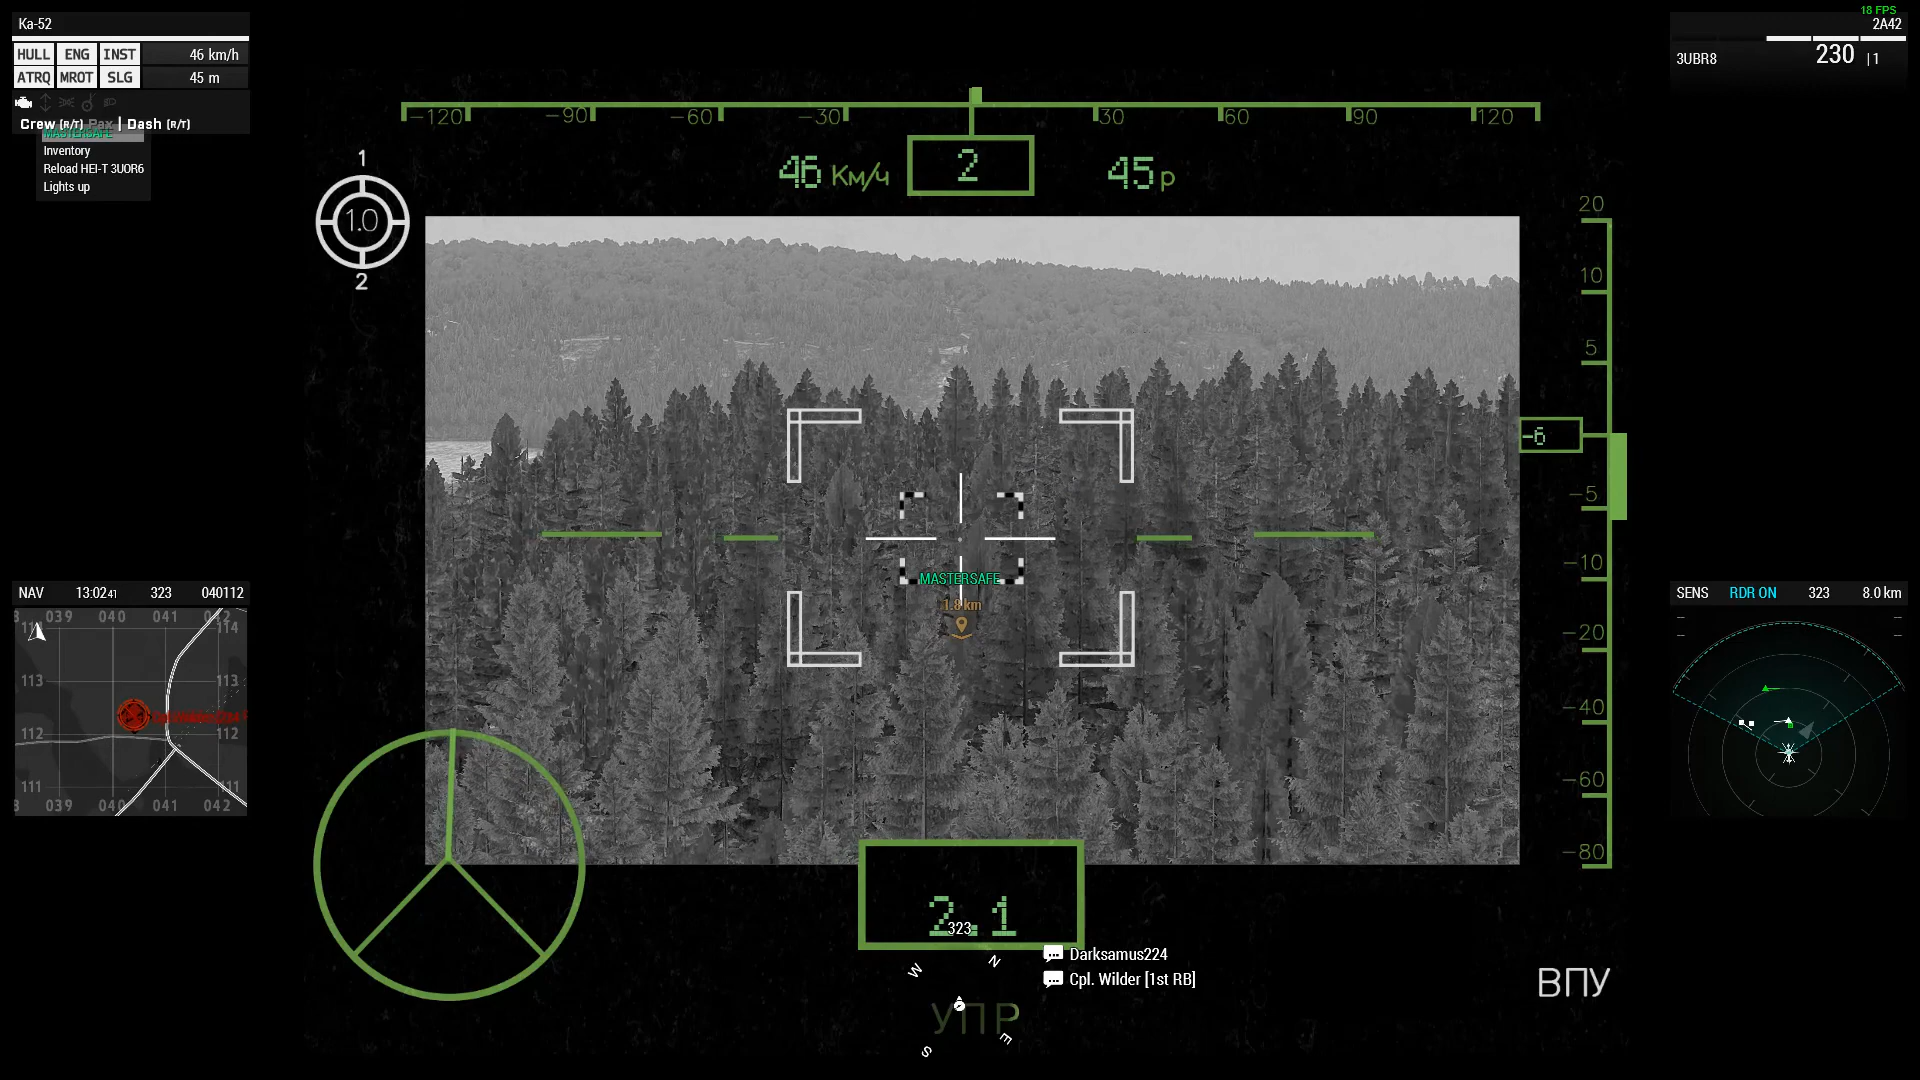 18 FPS
Ka-52
HULL ENG INST 46 km/h
ATRQ MROT SLG 45 m
Crew (R/T) Pax | Dash (R/T)
MASTERSAFE
Inventory
Reload HEI-T 3UOR6
Lights up
2A42
3UBR8 230 | 1
-120 -90 -60 -30 30 60 90 120
46 Км/ч 2 45 р
1
1.0
2
20
10
5
-6
-5
-10
-20
-40
-60
-80
MASTERSAFE
1.8 km
NAV 13:02 41 323 040112
039 040 041 114
113 113
112 112
111
039 040 041 042
SENS RDR ON 323 8.0 km
2.1
323
W N
S E
Darksamus224
Cpl. Wilder [1st RB]
УПР
ВПУ